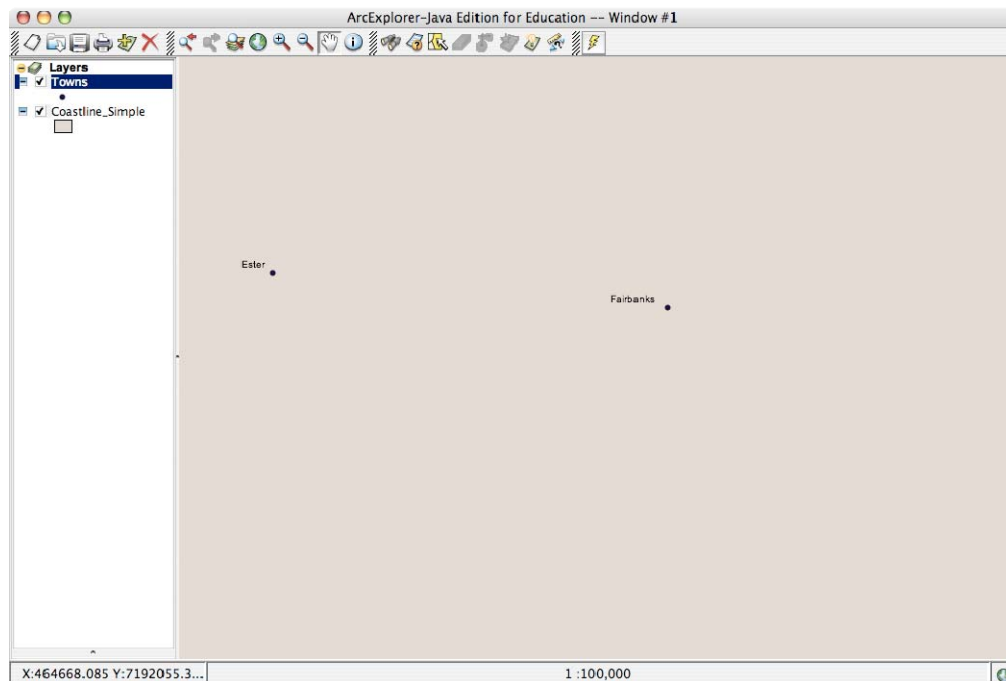 ArcExplorer-Java Edition for Education -- Window #1
Layers
Towns
Coastline_Simple
Ester
Fairbanks
X:464668.085 Y:7192055.3...
1 :100,000